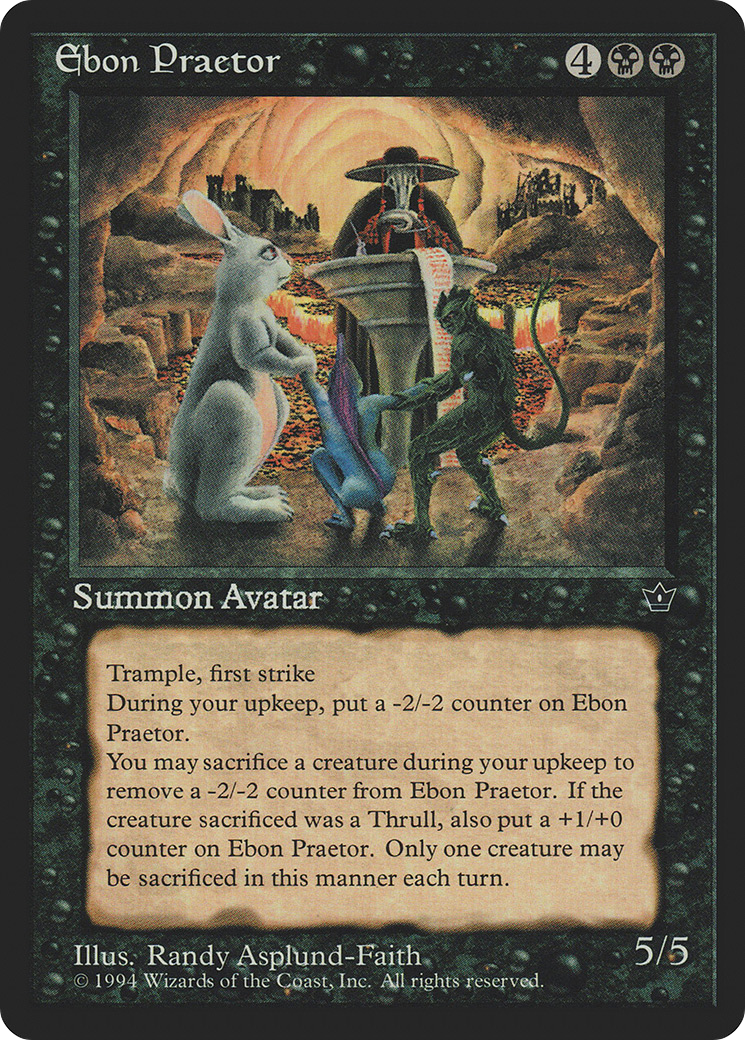 Ebon Praetor
4
Summon Avatar
Trample, first strike
During your upkeep, put a -2/-2 counter on Ebon
Praetor.
You may sacrifice a creature during your upkeep to
remove a -2/-2 counter from Ebon Praetor. If the
creature sacrificed was a Thrull, also put a +1/+0
counter on Ebon Praetor. Only one creature may
be sacrificed in this manner each turn.
Illus. Randy Asplund-Faith
5/5
© 1994 Wizards of the Coast, Inc. All rights reserved.